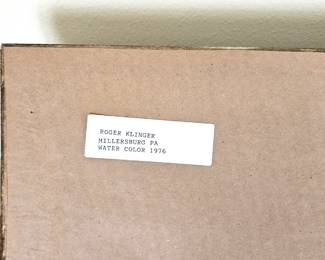 ROGER KLINGER
MILLERSBURG PA
WATER COLOR 1976